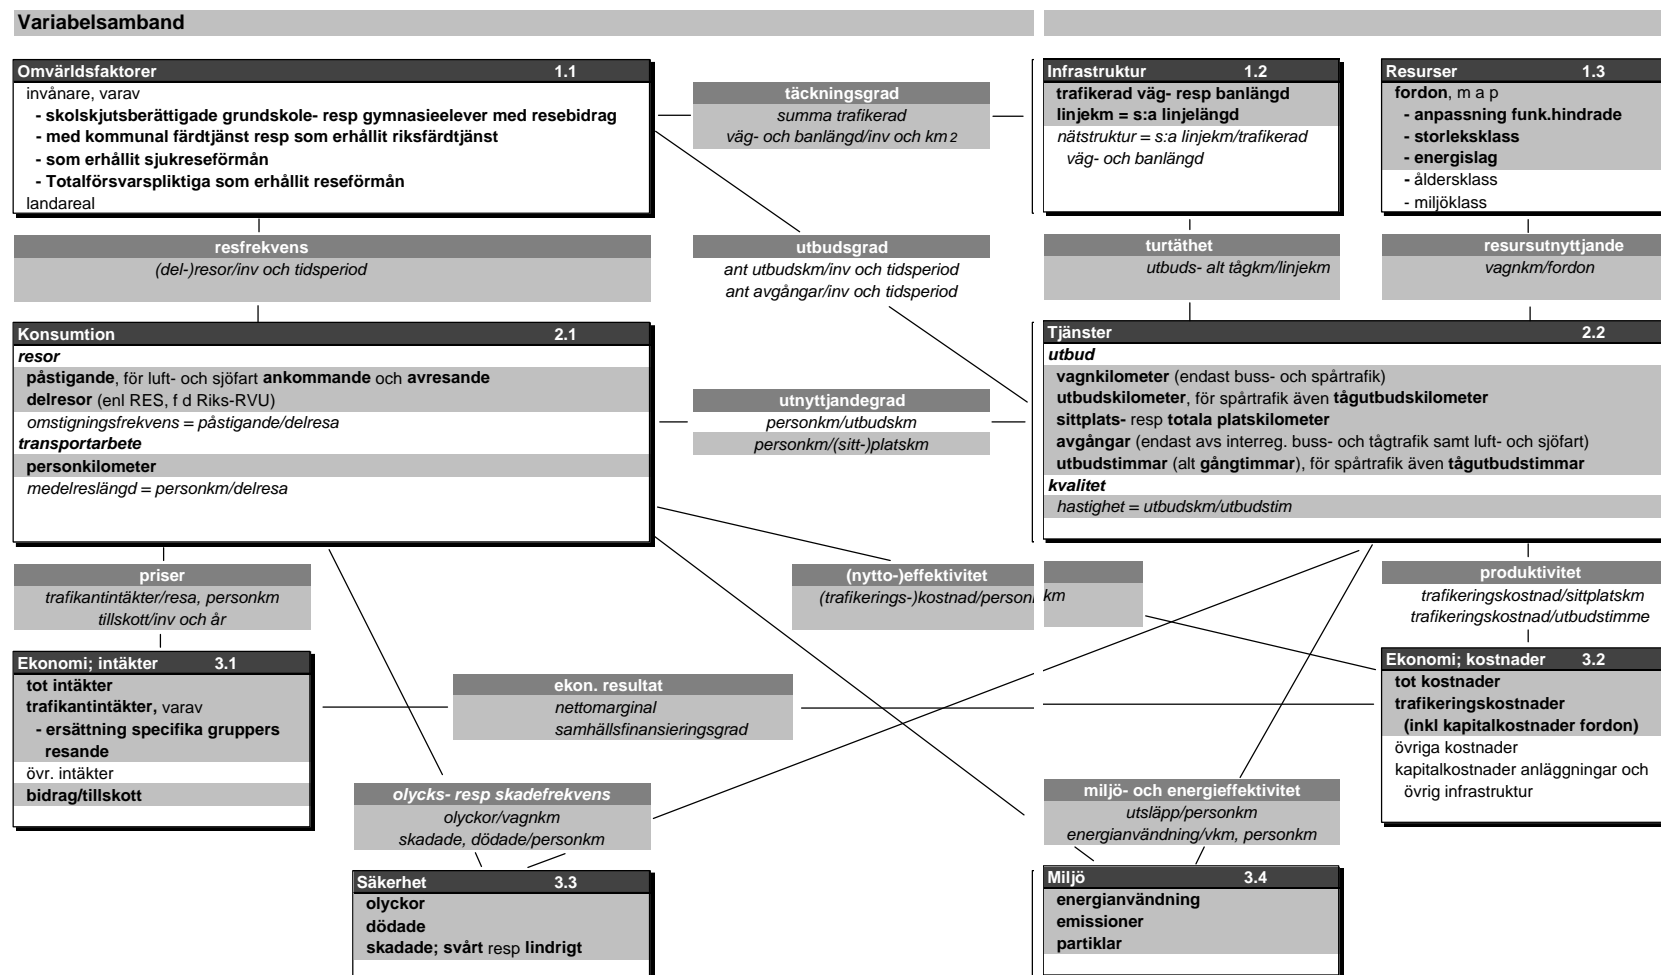 Variabelsamband
Omvärldsfaktorer 1.1
invånare, varav
- skolskjutsberättigade grundskole- resp gymnasieelever med resebidrag
- med kommunal färdtjänst resp som erhållit riksfärdtjänst
- som erhållit sjukreseförmån
- Totalförsvarspliktiga som erhållit reseförmån
landareal
täckningsgrad
summa trafikerad
väg- och banlängd/inv och km 2
Infrastruktur 1.2
trafikerad väg- resp banlängd
linjekm = s:a linjelängd
nätstruktur = s:a linjekm/trafikerad
väg- och banlängd
Resurser 1.3
fordon, m a p
- anpassning funk.hindrade
- storleksklass
- energislag
- åldersklass
- miljöklass
resfrekvens
(del-)resor/inv och tidsperiod
utbudsgrad
ant utbudskm/inv och tidsperiod
ant avgångar/inv och tidsperiod
turtäthet
utbuds- alt tågkm/linjekm
resursutnyttjande
vagnkm/fordon
Konsumtion 2.1
resor
påstigande, för luft- och sjöfart ankommande och avresande
delresor (enl RES, f d Riks-RVU)
omstigningsfrekvens = påstigande/delresa
transportarbete
personkilometer
medelreslängd = personkm/delresa
utnyttjandegrad
personkm/utbudskm
personkm/(sitt-)platskm
Tjänster 2.2
utbud
vagnkilometer (endast buss- och spårtrafik)
utbudskilometer, för spårtrafik även tågutbudskilometer
sittplats- resp totala platskilometer
avgångar (endast avs interreg. buss- och tågtrafik samt luft- och sjöfart)
utbudstimmar (alt gångtimmar), för spårtrafik även tågutbudstimmar
kvalitet
hastighet = utbudskm/utbudstim
priser
trafikantintäkter/resa, personkm
tillskott/inv och år
(nytto-)effektivitet
(trafikerings-)kostnad/personkm
produktivitet
trafikeringskostnad/sittplatskm
trafikeringskostnad/utbudstimme
Ekonomi; intäkter 3.1
tot intäkter
trafikantintäkter, varav
- ersättning specifika gruppers
resande
övr. intäkter
bidrag/tillskott
ekon. resultat
nettomarginal
samhällsfinansieringsgrad
Ekonomi; kostnader 3.2
tot kostnader
trafikeringskostnader
(inkl kapitalkostnader fordon)
övriga kostnader
kapitalkostnader anläggningar och
övrig infrastruktur
olycks- resp skadefrekvens
olyckor/vagnkm
skadade, dödade/personkm
miljö- och energieffektivitet
utsläpp/personkm
energianvändning/vkm, personkm
Säkerhet 3.3
olyckor
dödade
skadade; svårt resp lindrigt
Miljö 3.4
energianvändning
emissioner
partiklar